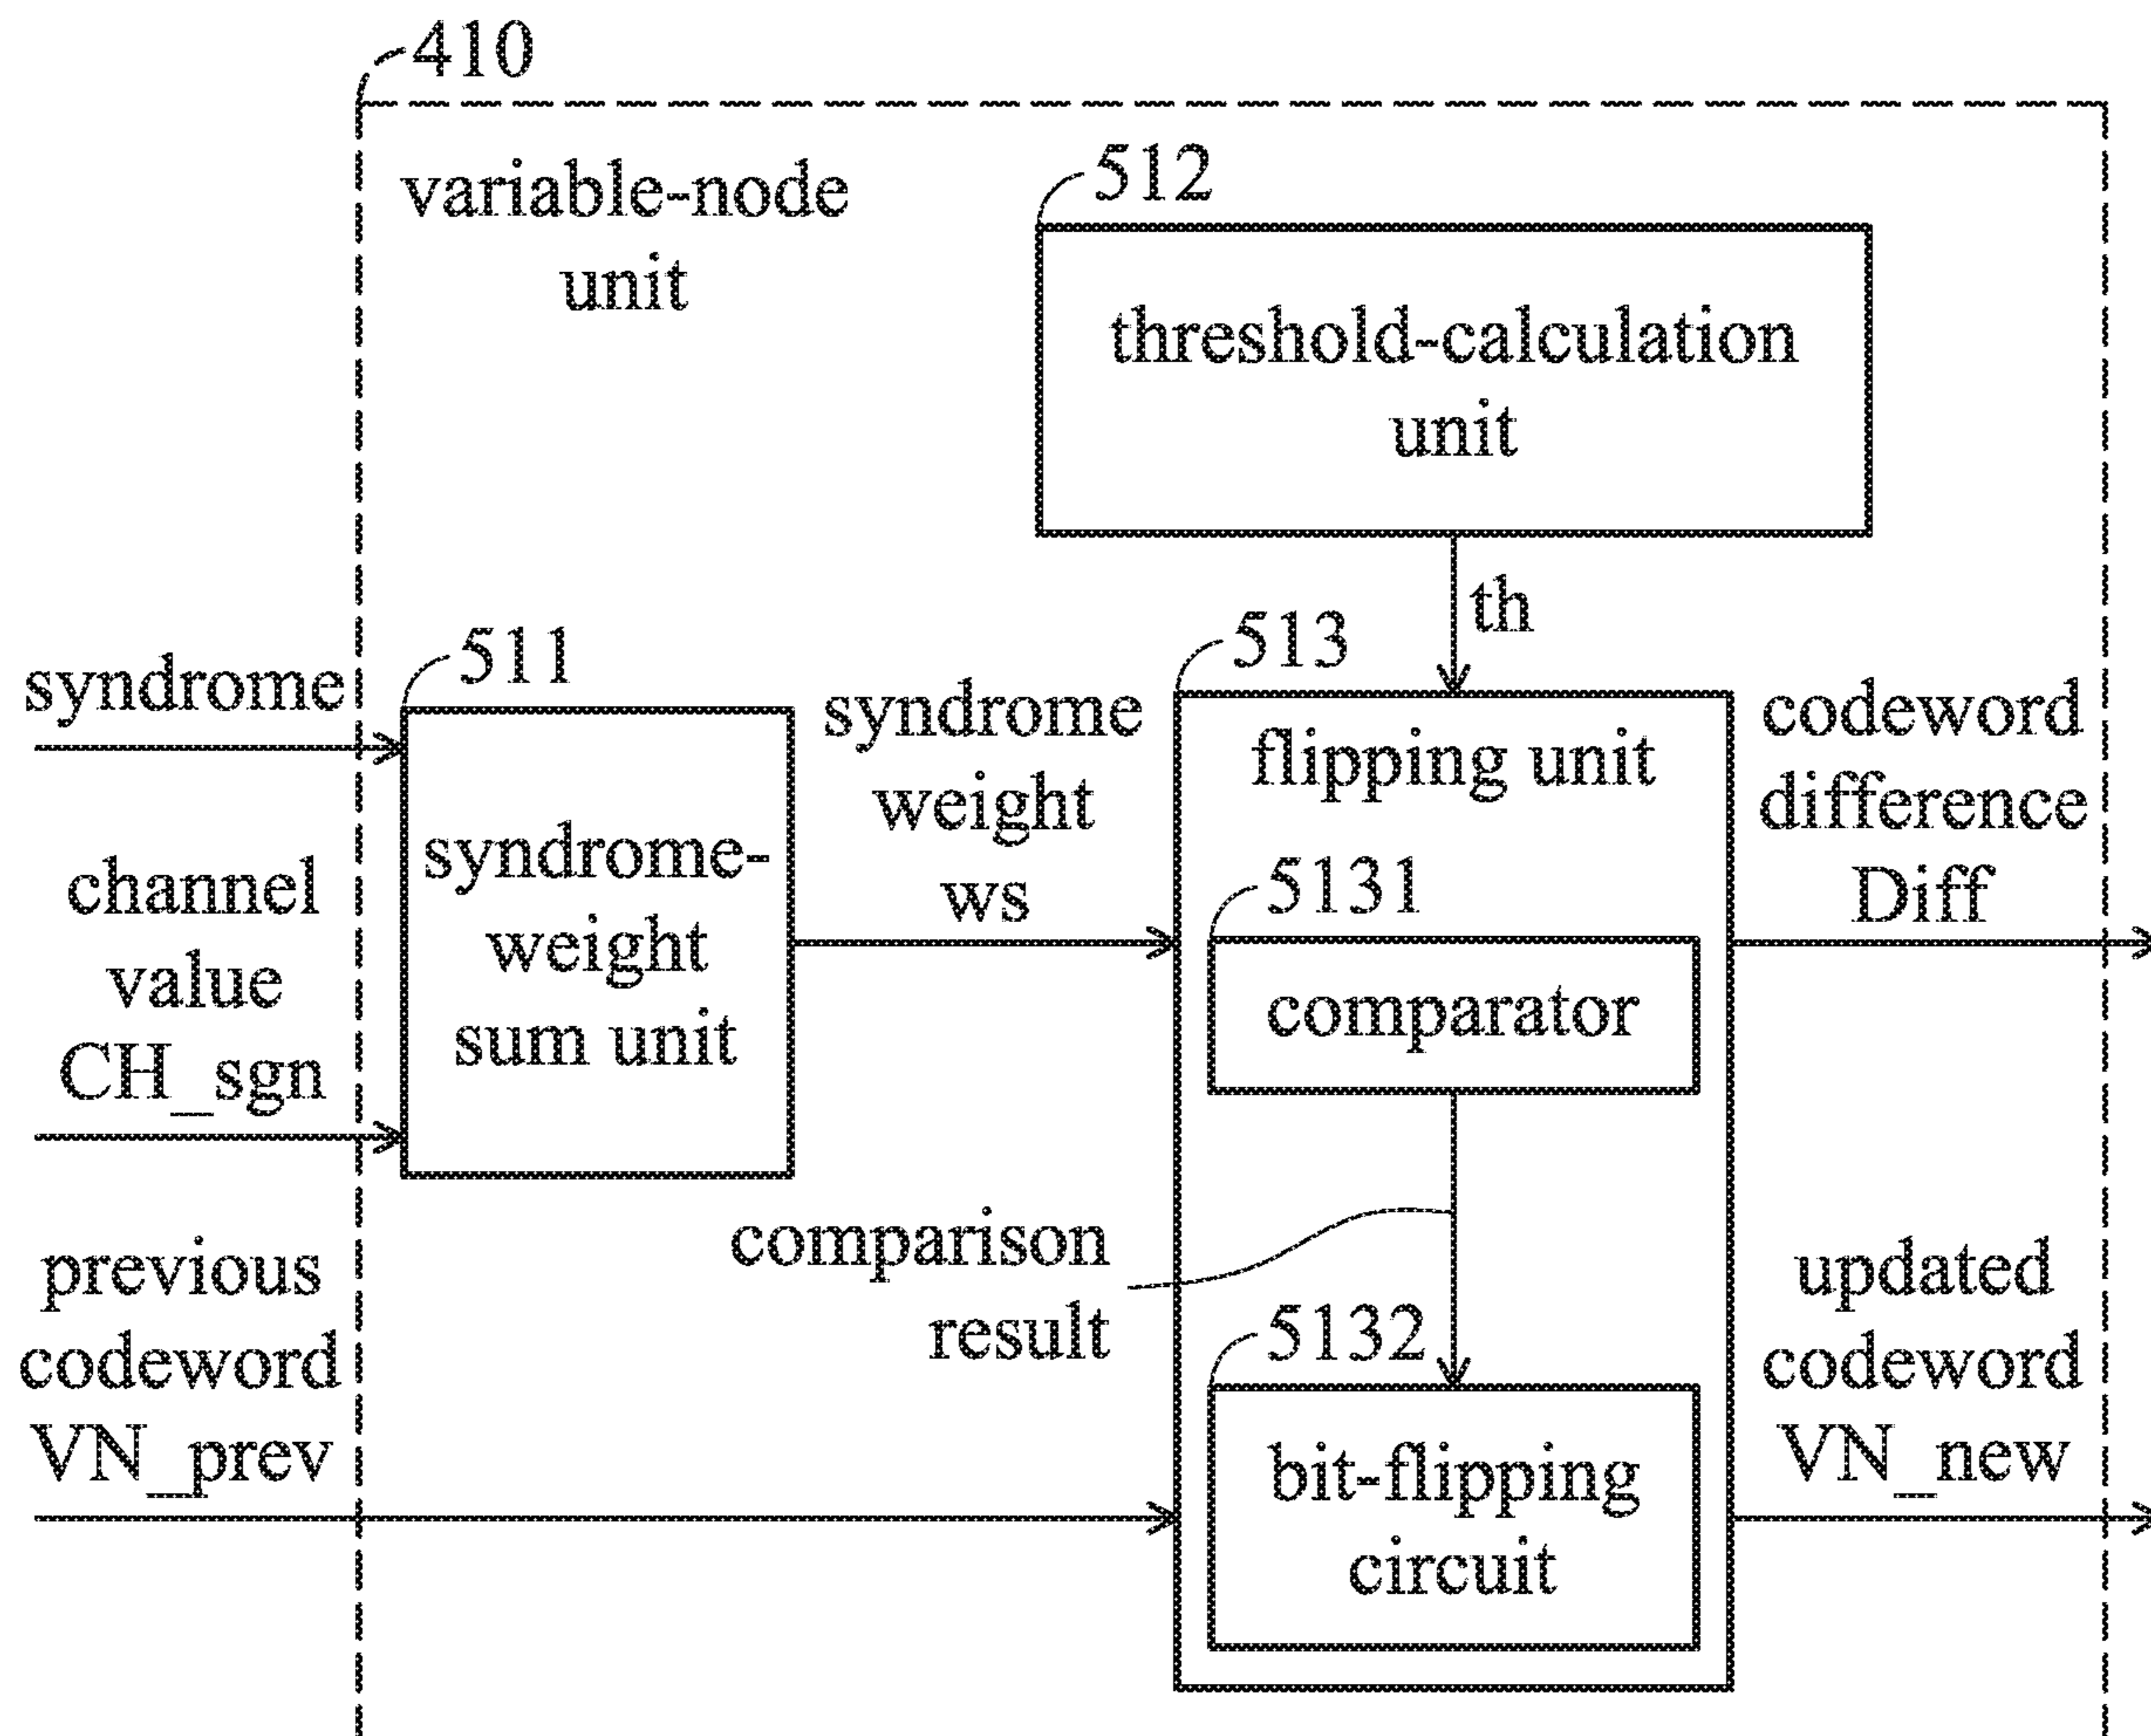 410
variable-node
unit
512
threshold-calculation
unit
th
syndrome
511
syndrome-
weight
sum unit
channel
value
CH_sgn
syndrome
weight
ws
513
flipping unit
5131
comparator
comparison
result
5132
bit-flipping
circuit
codeword
difference
Diff
previous
codeword
VN_prev
updated
codeword
VN_new